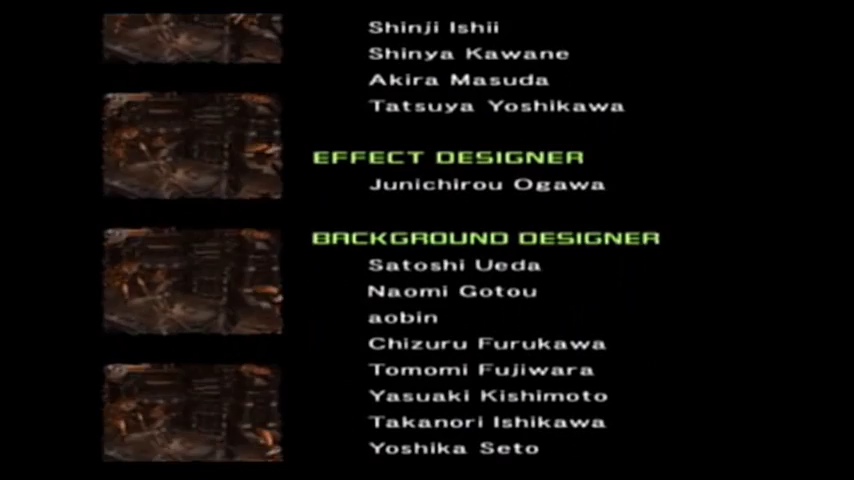 Shinji Ishii
Shinya Kawane
Akira Masuda
Tatsuya Yoshikawa
EFFECT DESIGNER
Junichirou Ogawa
BACKGROUND DESIGNER
Satoshi Ueda
Naomi Gotou
aobin
Chizuru Furukawa
Tomomi Fujiwara
Yasuaki Kishimoto
Takanori Ishikawa
Yoshika Seto